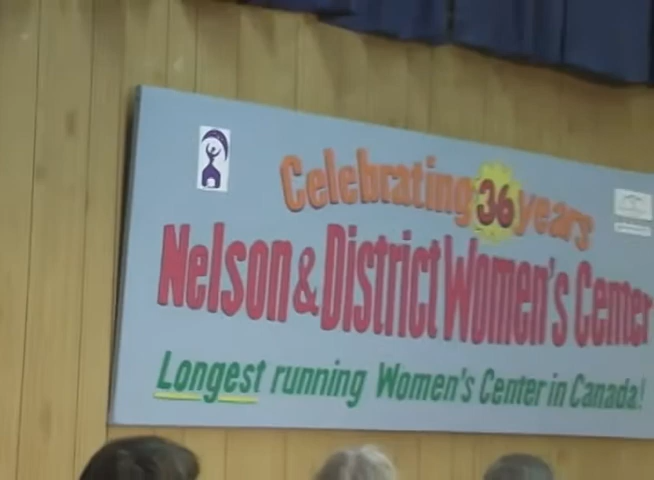 Celebrating 36 years
Nelson & District Women's Center
Longest running Women's Center in Canada!